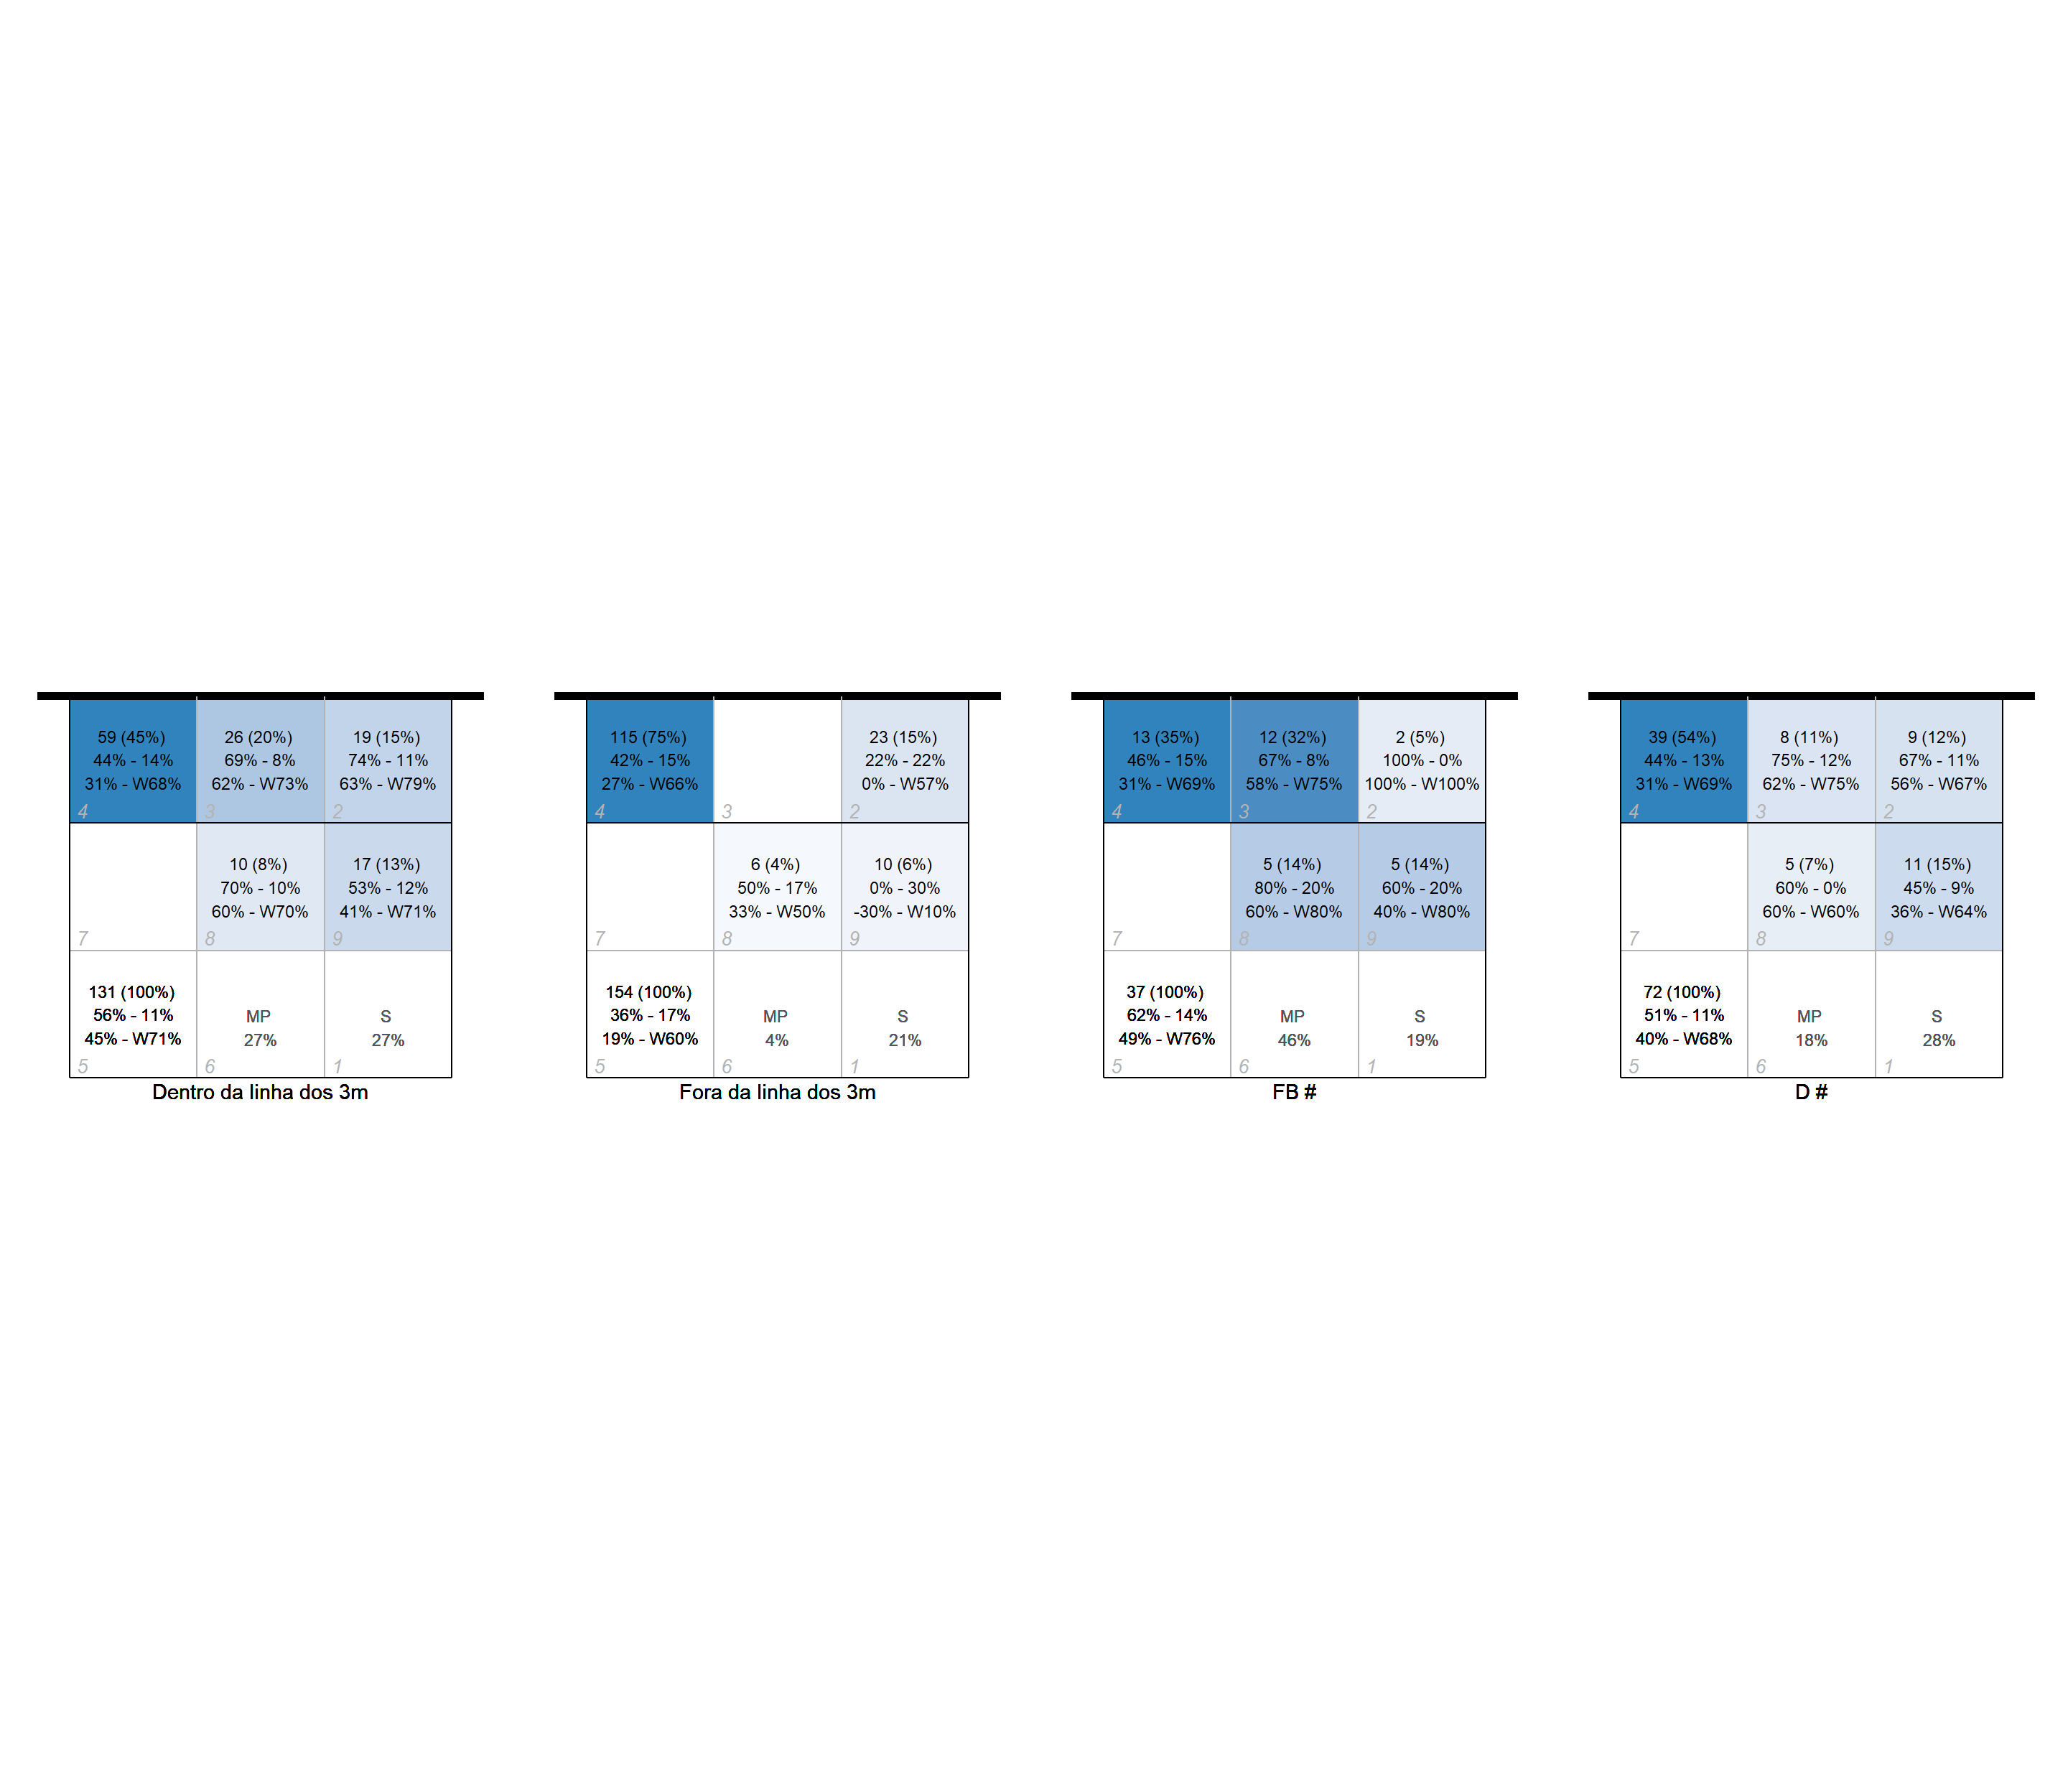 59 (45%)
44% - 14%
31% - W68%
4
26 (20%)
69% - 8%
62% - W73%
3
19 (15%)
74% - 11%
63% - W79%
2
7
10 (8%)
70% - 10%
60% - W70%
8
17 (13%)
53% - 12%
41% - W71%
9
131 (100%)
56% - 11%
45% - W71%
5
MP
27%
6
S
27%
1
Dentro da linha dos 3m
115 (75%)
42% - 15%
27% - W66%
4
3
23 (15%)
22% - 22%
0% - W57%
2
7
6 (4%)
50% - 17%
33% - W50%
8
10 (6%)
0% - 30%
-30% - W10%
9
154 (100%)
36% - 17%
19% - W60%
5
MP
4%
6
S
21%
1
Fora da linha dos 3m
13 (35%)
46% - 15%
31% - W69%
4
12 (32%)
67% - 8%
58% - W75%
3
2 (5%)
100% - 0%
100% - W100%
2
7
5 (14%)
80% - 20%
60% - W80%
8
5 (14%)
60% - 20%
40% - W80%
9
37 (100%)
62% - 14%
49% - W76%
5
MP
46%
6
S
19%
1
FB #
39 (54%)
44% - 13%
31% - W69%
4
8 (11%)
75% - 12%
62% - W75%
3
9 (12%)
67% - 11%
56% - W67%
2
7
5 (7%)
60% - 0%
60% - W60%
8
11 (15%)
45% - 9%
36% - W64%
9
72 (100%)
51% - 11%
40% - W68%
5
MP
18%
6
S
28%
1
D #